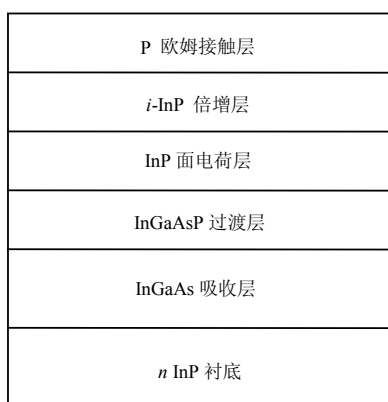 P 欧姆接触层
i-InP 倍增层
InP 面电荷层
InGaAsP 过渡层
InGaAs 吸收层
n InP 衬底